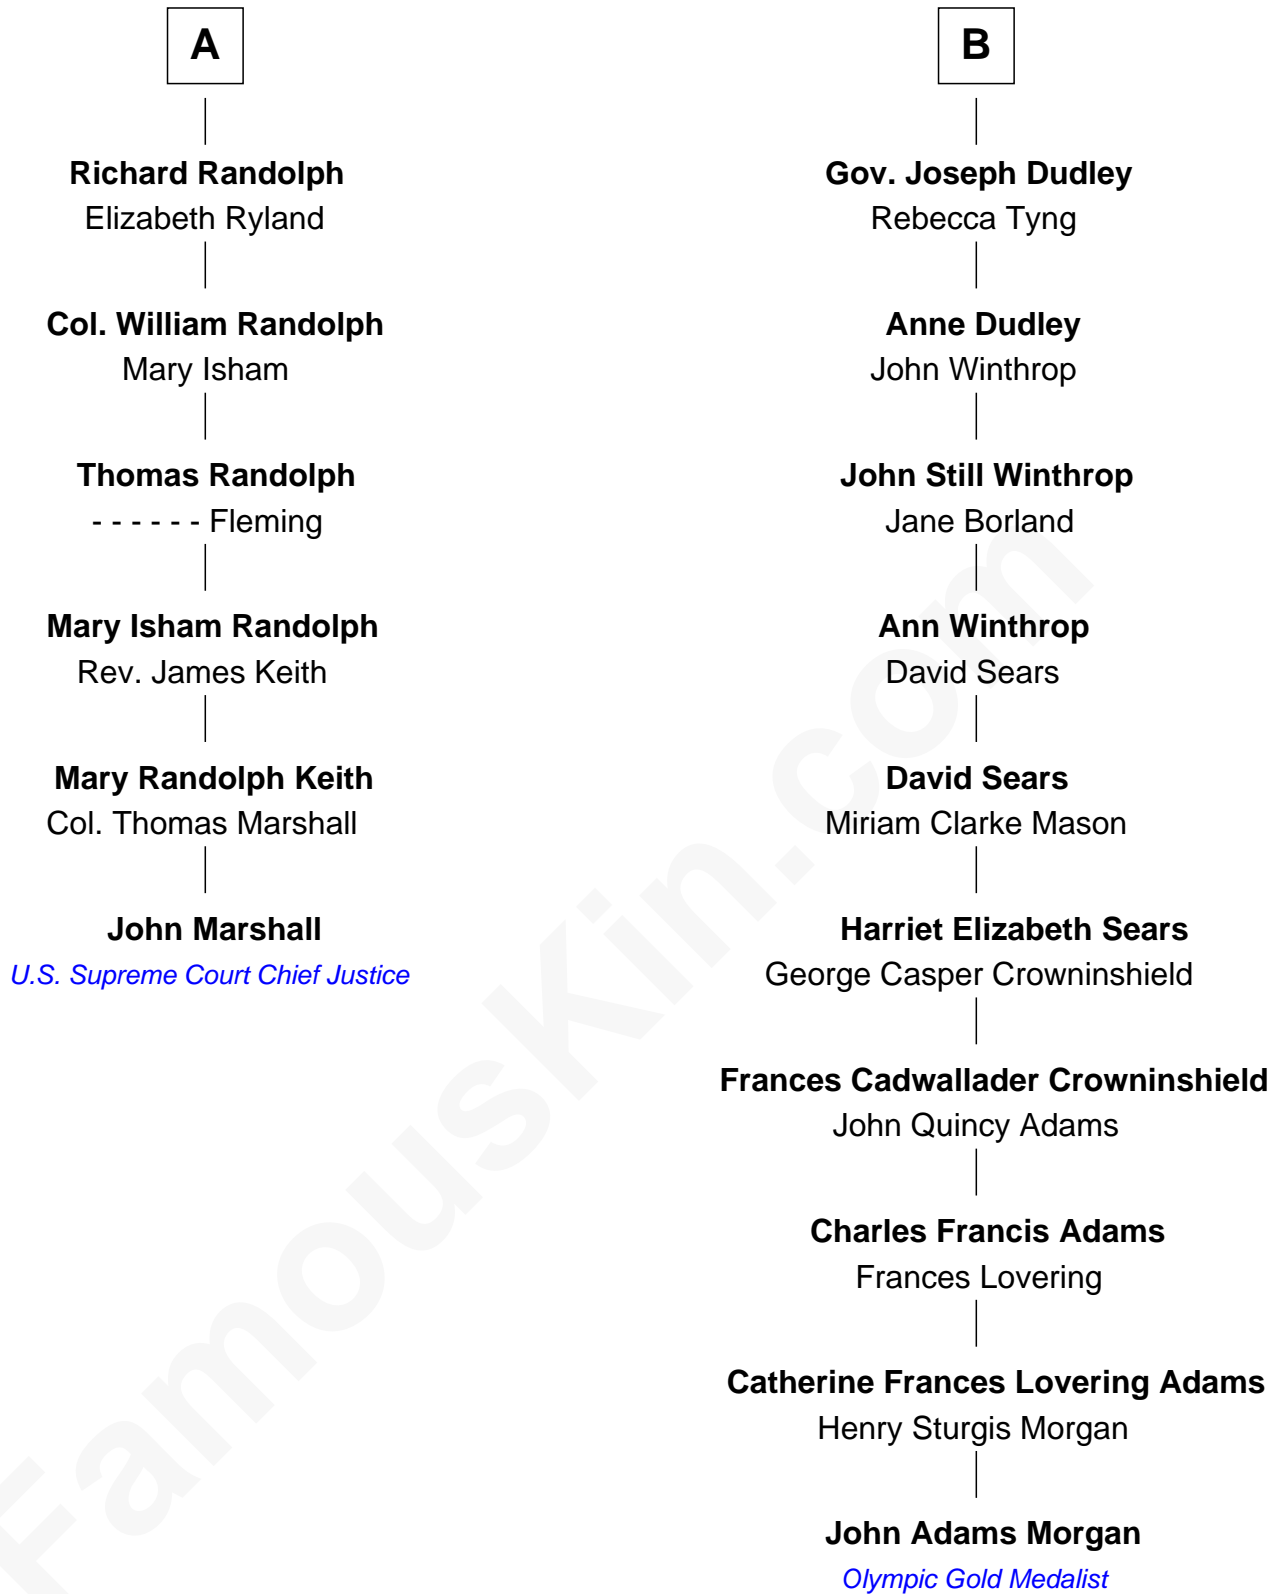 A
Richard Randolph
Elizabeth Ryland
Col. William Randolph
Mary Isham
Thomas Randolph
- - - - - - Fleming
Mary Isham Randolph
Rev. James Keith
Mary Randolph Keith
Col. Thomas Marshall
John Marshall
U.S. Supreme Court Chief Justice
B
Gov. Joseph Dudley
Rebecca Tyng
Anne Dudley
John Winthrop
John Still Winthrop
Jane Borland
Ann Winthrop
David Sears
David Sears
Miriam Clarke Mason
Harriet Elizabeth Sears
George Casper Crowninshield
Frances Cadwallader Crowninshield
John Quincy Adams
Charles Francis Adams
Frances Lovering
Catherine Frances Lovering Adams
Henry Sturgis Morgan
John Adams Morgan
Olympic Gold Medalist
FamousKin.com